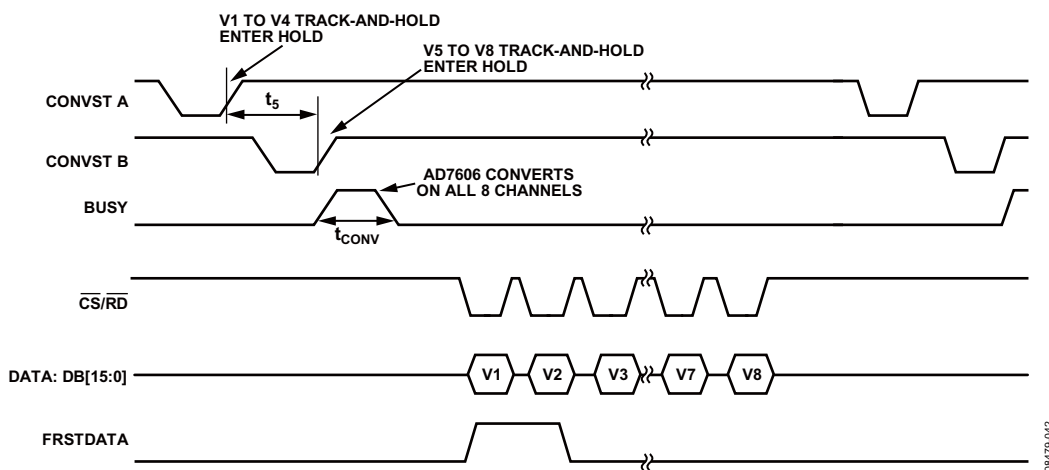 V1 TO V4 TRACK-AND-HOLD
ENTER HOLD
V5 TO V8 TRACK-AND-HOLD
ENTER HOLD
CONVST A
t5
CONVST B
AD7606 CONVERTS
ON ALL 8 CHANNELS
BUSY
tCONV
CS/RD
DATA: DB[15:0]
V1
V2
V3
V7
V8
FRSTDATA
08479-042